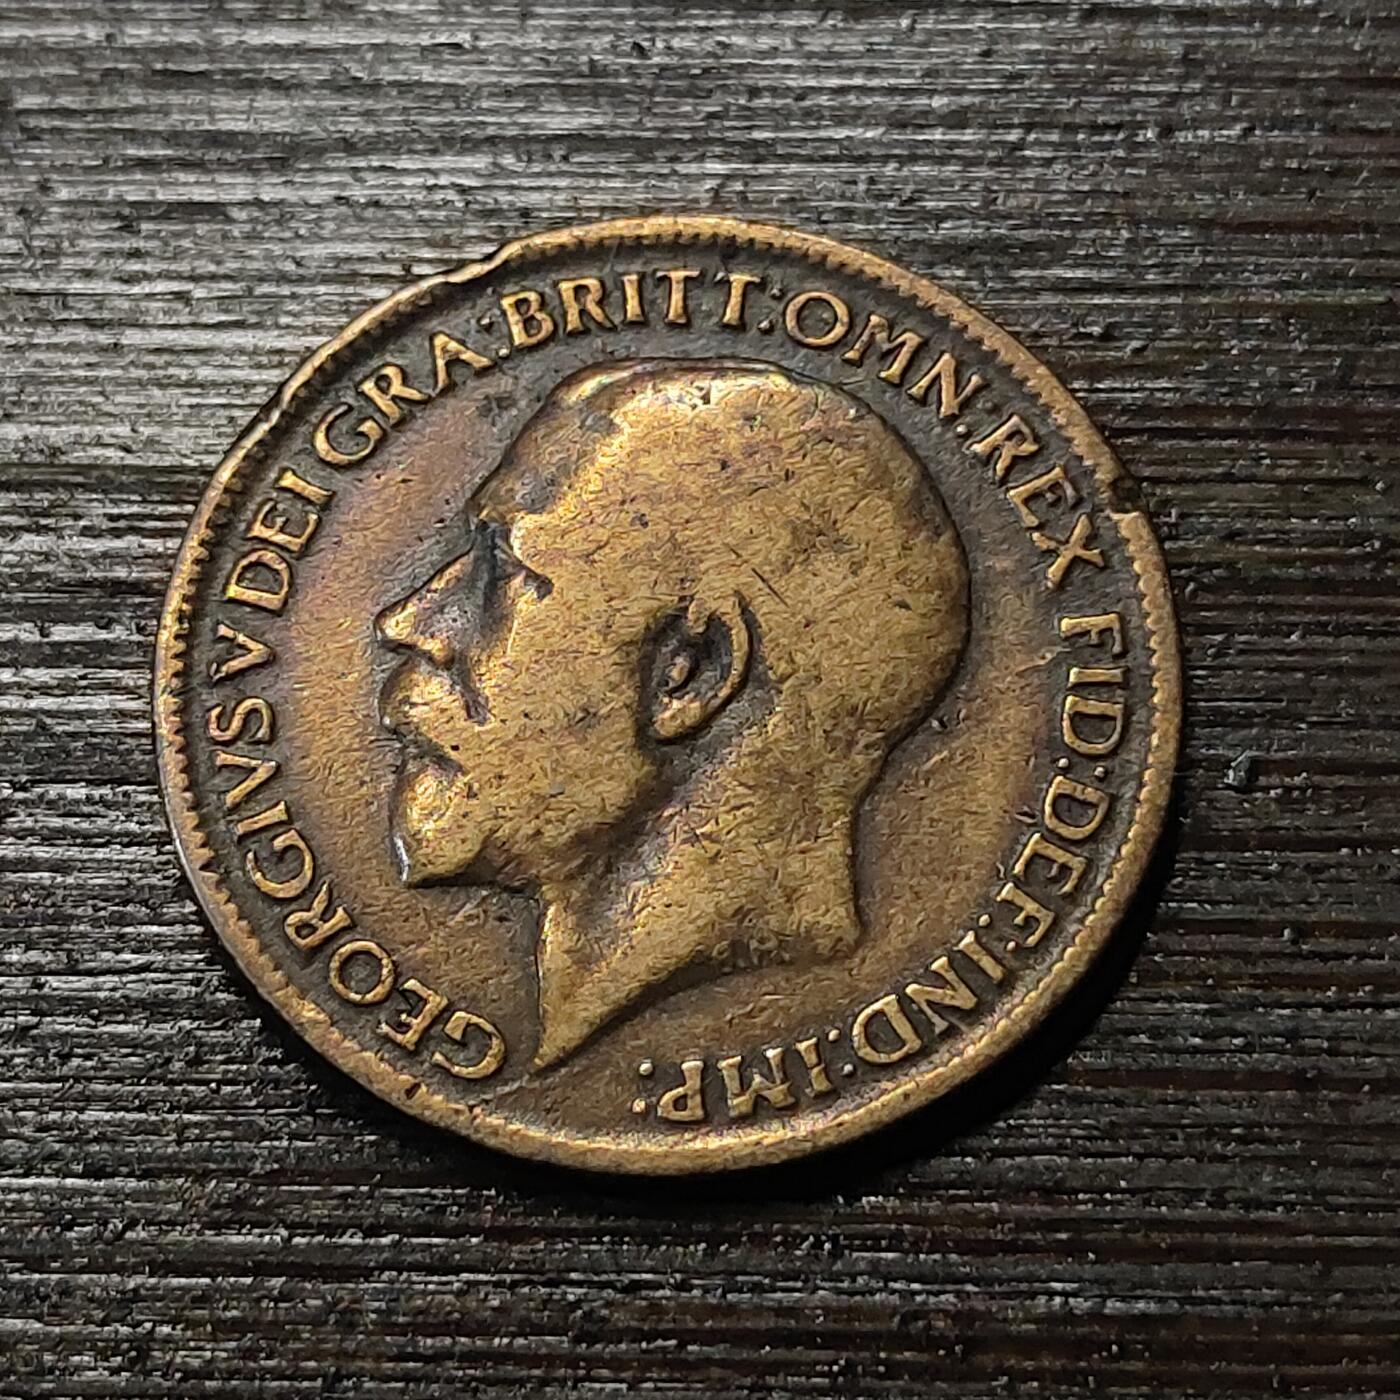 GEORGIVS V DEI GRA:BRITT:OMN:REX FID:DEF:IND:IMP: